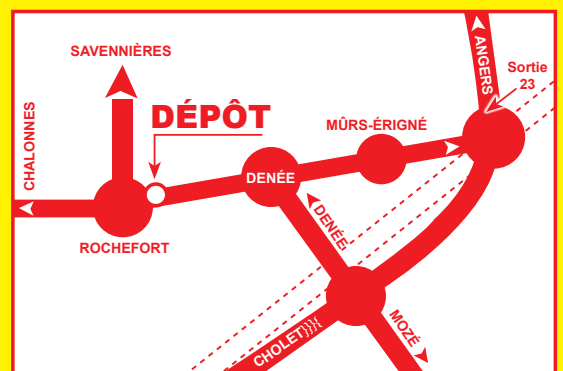 SAVENNIÈRES
ANGERS
Sortie
23
CHALONNES
DÉPÔT
MÛRS-ÉRIGNÉ
DENÉE
DENÉE
ROCHEFORT
CHOLET
MOZÉ